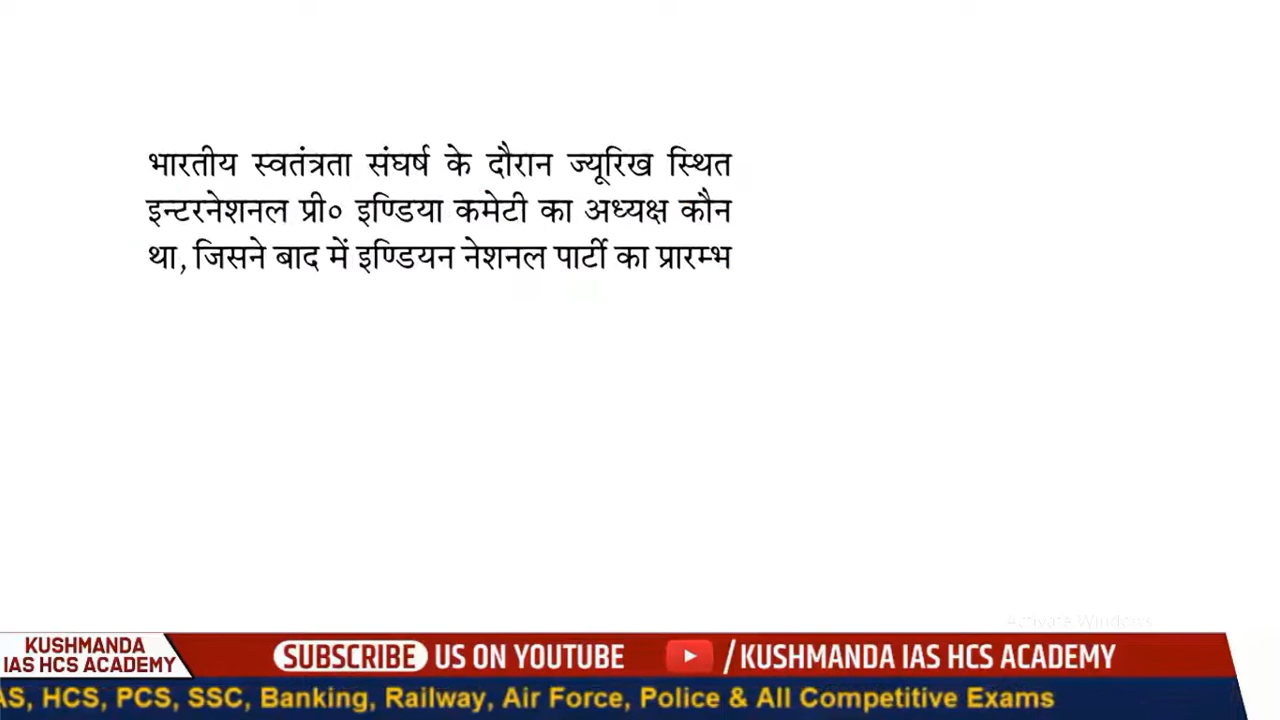 भारतीय स्वतंत्रता संघर्ष के दौरान ज्यूरिख स्थित
इन्टरनेशनल प्री० इण्डिया कमेटी का अध्यक्ष कौन
था, जिसने बाद में इण्डियन नेशनल पार्टी का प्रारम्भ
Activate Windows
KUSHMANDA
IAS HCS ACADEMY
SUBSCRIBE US ON YOUTUBE
/KUSHMANDA IAS HCS ACADEMY
AS, HCS, PCS, SSC, Banking, Railway, Air Force, Police & All Competitive Exams